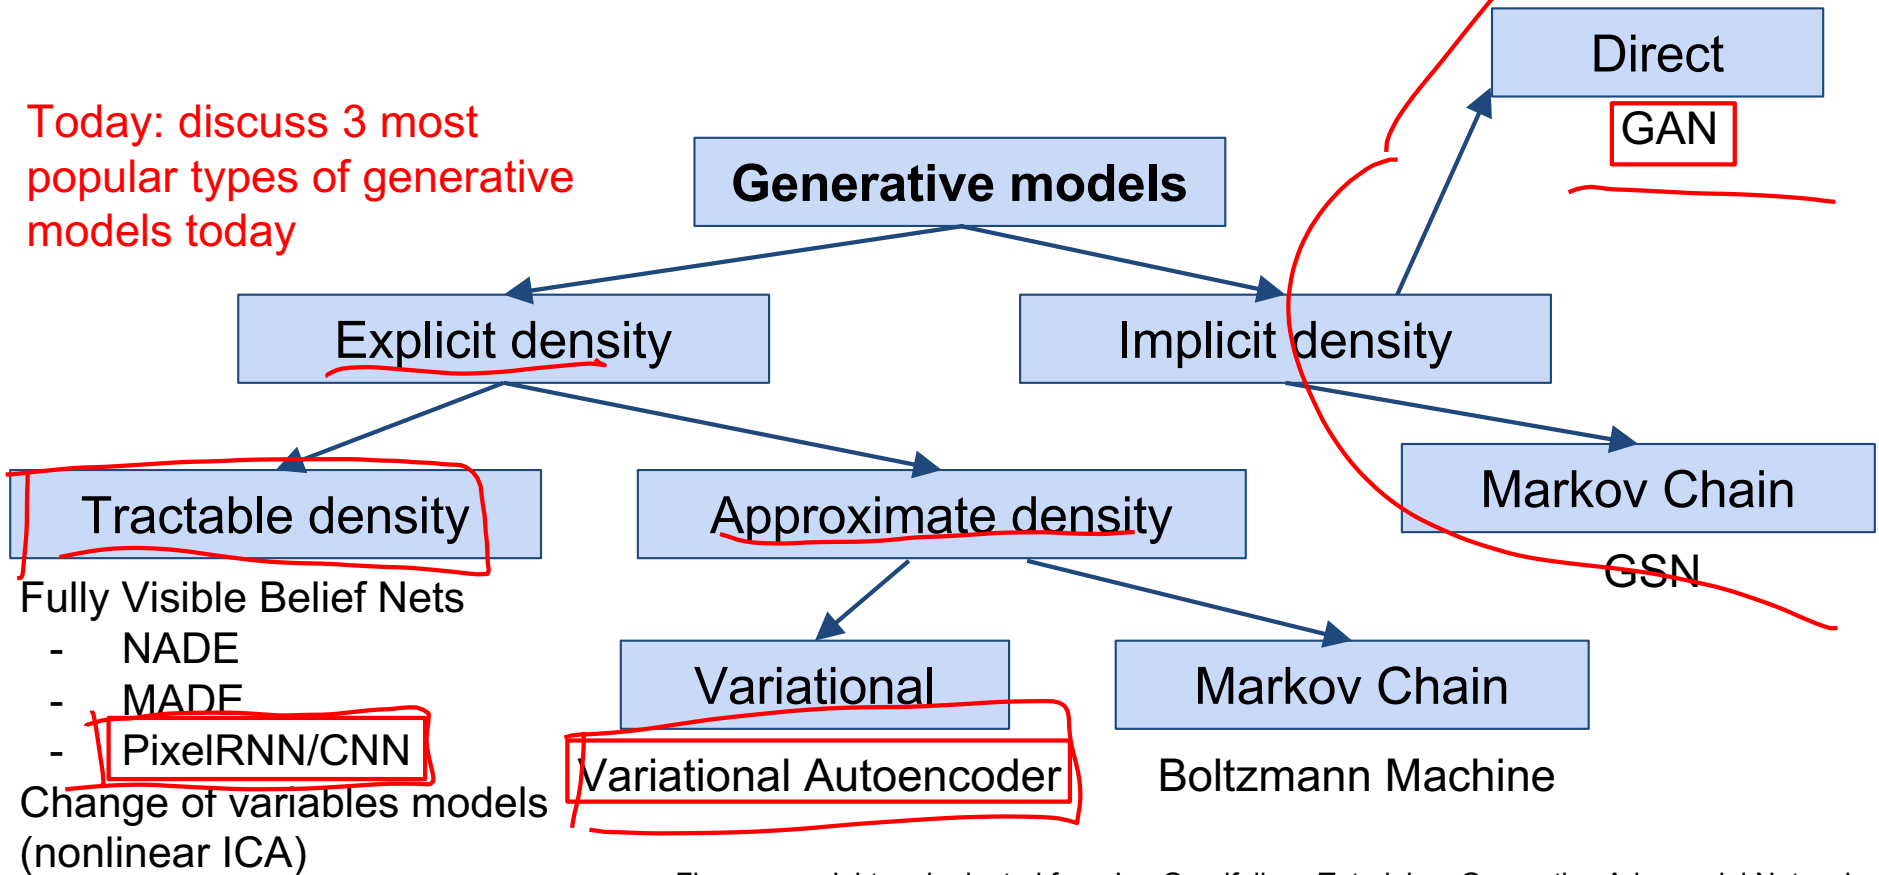 Direct
GAN
Today: discuss 3 most
popular types of generative
models today
Generative models
Explicit density
Implicit density
Tractable density
Approximate density
Markov Chain
GSN
Fully Visible Belief Nets
- NADE
- MADE
- PixelRNN/CNN
Change of variables models
(nonlinear ICA)
Variational
Variational Autoencoder
Markov Chain
Boltzmann Machine